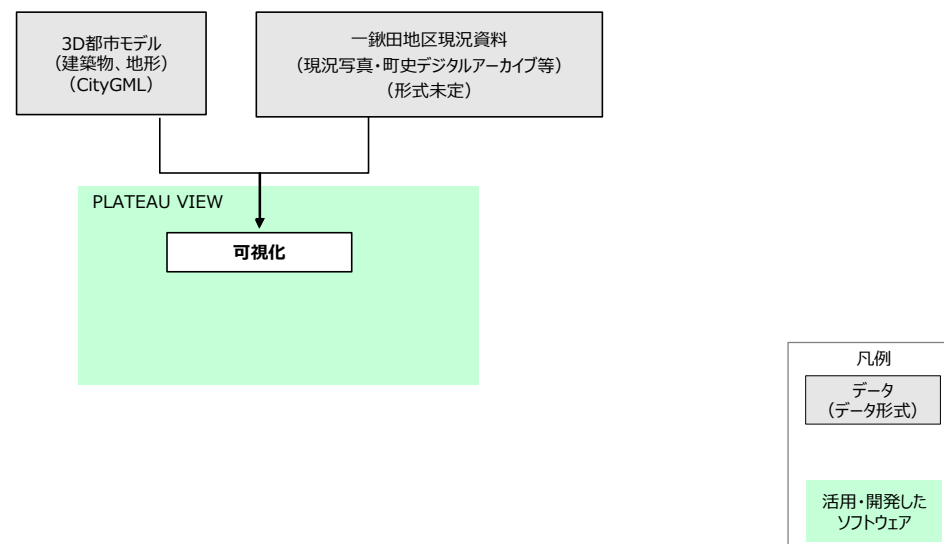 3D都市モデル
(建築物、地形)
(CityGML)
一鍬田地区現況資料
(現況写真・町史デジタルアーカイブ等)
(形式未定)
PLATEAU VIEW
可視化
凡例
データ
(データ形式)
活用・開発した
ソフトウェア